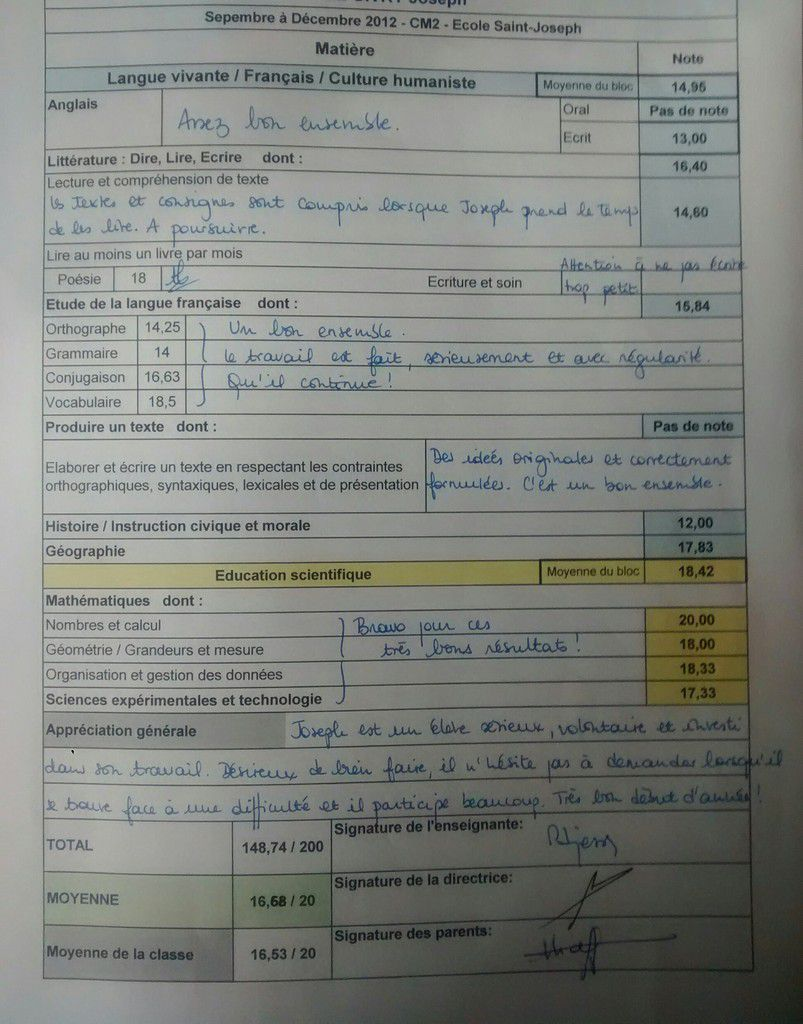 Joseph
Sepembre à Décembre 2012 - CM2 - Ecole Saint-Joseph
Matière Note
Langue vivante / Français / Culture humaniste Moyenne du bloc 14,95
Anglais Assez bon ensemble. Oral Pas de note
Ecrit 13,00
Littérature : Dire, Lire, Ecrire dont : 16,40
Lecture et compréhension de texte
les textes et consignes sont compris lorsque Joseph prend le temps 14,60
de les lire. A poursuivre.
Lire au moins un livre par mois
Poésie 18 Ecriture et soin Attention à ne pas écrire
trop petit
Etude de la langue française dont : 15,84
Orthographe 14,25 Un bon ensemble.
Grammaire 14 le travail est fait, sérieusement et avec régularité.
Conjugaison 16,63 Qu'il continue !
Vocabulaire 18,5
Produire un texte dont : Pas de note
Elaborer et écrire un texte en respectant les contraintes Des idées originales et correctement
orthographiques, syntaxiques, lexicales et de présentation formulées. C'est un bon ensemble.
Histoire / Instruction civique et morale 12,00
Géographie 17,83
Education scientifique Moyenne du bloc 18,42
Mathématiques dont :
Nombres et calcul Bravo pour ces 20,00
Géométrie / Grandeurs et mesure très bons résultats ! 18,00
Organisation et gestion des données 18,33
Sciences expérimentales et technologie 17,33
Appréciation générale Joseph est un élève sérieux, volontaire et investi
dans son travail. Désireux de bien faire, il n'hésite pas à demander lorsqu'il
se trouve face à une difficulté et il participe beaucoup. Très bon début d'année !
TOTAL 148,74 / 200 Signature de l'enseignante:
MOYENNE 16,68 / 20 Signature de la directrice:
Moyenne de la classe 16,53 / 20 Signature des parents: